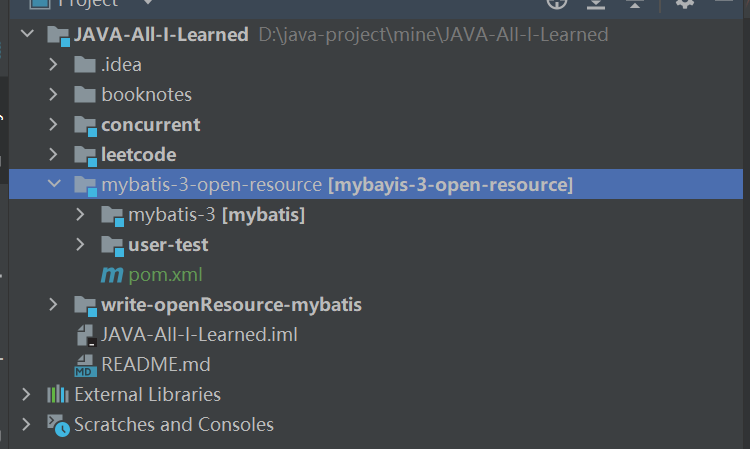 Project
JAVA-All-I-Learned D:\java-project\mine\JAVA-All-I-Learned
.idea
booknotes
concurrent
leetcode
mybatis-3-open-resource [mybayis-3-open-resource]
mybatis-3 [mybatis]
user-test
m pom.xml
write-openResource-mybatis
JAVA-All-I-Learned.iml
MD README.md
External Libraries
Scratches and Consoles